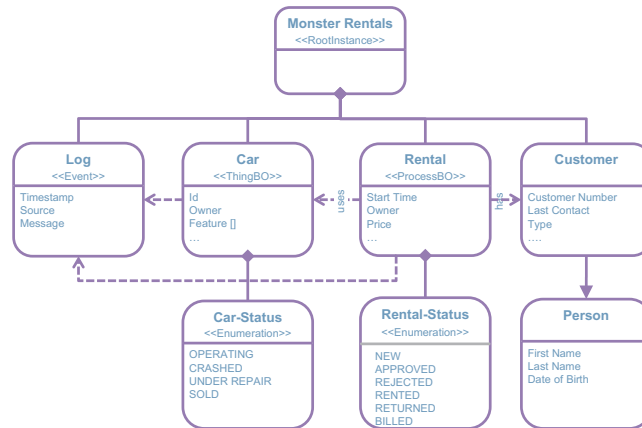 Monster Rentals
<<RootInstance>>
Log
<<Event>>
Timestamp
Source
Message
Car
<<ThingBO>>
Id
Owner
Feature []
...
uses
Rental
<<ProcessBO>>
Start Time
Owner
Price
...
has
Customer
Customer Number
Last Contact
Type
....
Car-Status
<<Enumeration>>
OPERATING
CRASHED
UNDER REPAIR
SOLD
Rental-Status
<<Enumeration>>
NEW
APPROVED
REJECTED
RENTED
RETURNED
BILLED
Person
First Name
Last Name
Date of Birth